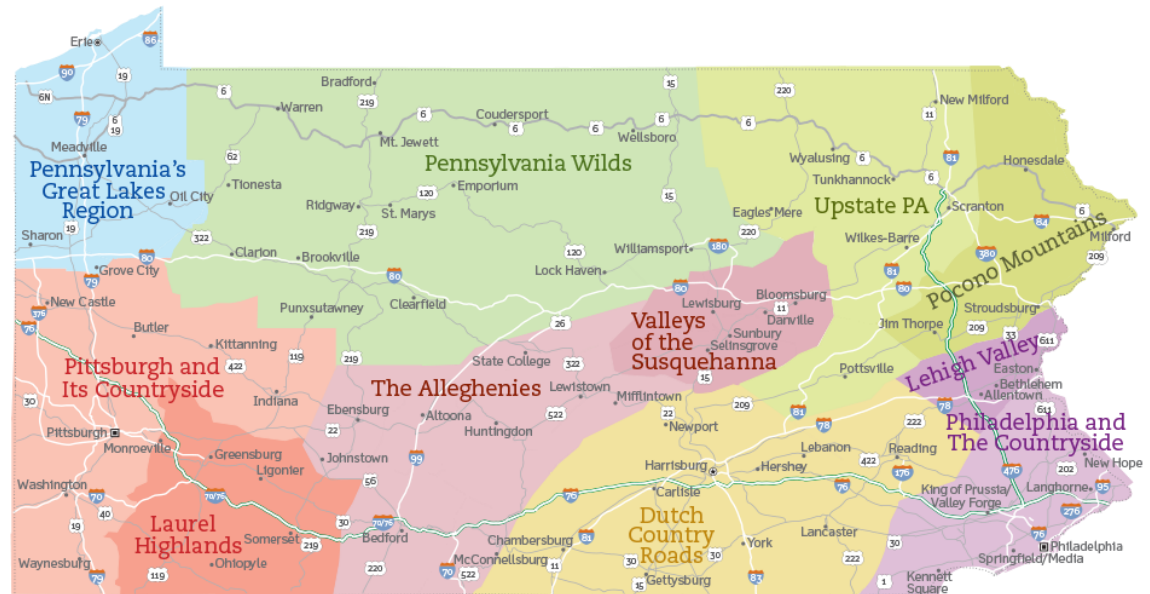 Erie
86
90
19
6N
79
6
19
Meadville
Pennsylvania's
Great Lakes
Region
Oil City
19
Sharon
80
Grove City
79
Bradford
219
6
Warren
6
Coudersport
6
6
15
6
Wellsboro
Mt. Jewett
62
Tionesta
Pennsylvania Wilds
120
Emporium
15
Ridgway
St. Marys
219
322
Clarion
Brookville
80
Clearfield
120
Lock Haven
Williamsport
180
220
Eagles Mere
220
6
11
New Milford
Wyalusing
6
81
Tunkhannock
6
Honesdale
Upstate PA
Scranton
84
6
Milford
209
Wilkes-Barre
380
81
80
Pocono Mountains
Stroudsburg
209
33
611
Jim Thorpe
376
New Castle
76
Butler
Punxsutawney
119
Kittanning
422
219
Pittsburgh and
Its Countryside
30
Indiana
Pittsburgh
Monroeville
Greensburg
Ligonier
Washington
70
40
19
70/76
Laurel
Highlands
Somerset
219
30
Waynesburg
79
119
Ohiopyle
26
80
Lewisburg
Bloomsburg
11
Danville
Valleys
of the
Susquehanna
Sunbury
Selinsgrove
15
State College
322
The Alleghenies
Lewistown
Mifflintown
Ebensburg
22
Altoona
522
Huntingdon
Johnstown
99
56
70/76
Bedford
220
70
522
McConnellsburg
76
Pottsville
209
81
78
22
Newport
222
Lebanon
422
Reading
Harrisburg
Hershey
176
76
Carlisle
Dutch
Country
Roads
Chambersburg
81
11
30
30
15
Gettysburg
York
83
Lancaster
30
222
1
Lehigh Valley
Easton
Bethlehem
Allentown
78
611
Philadelphia and
The Countryside
476
202
New Hope
King of Prussia/
Valley Forge
Langhorne
95
276
76
Philadelphia
Springfield/Media
Kennett
Square